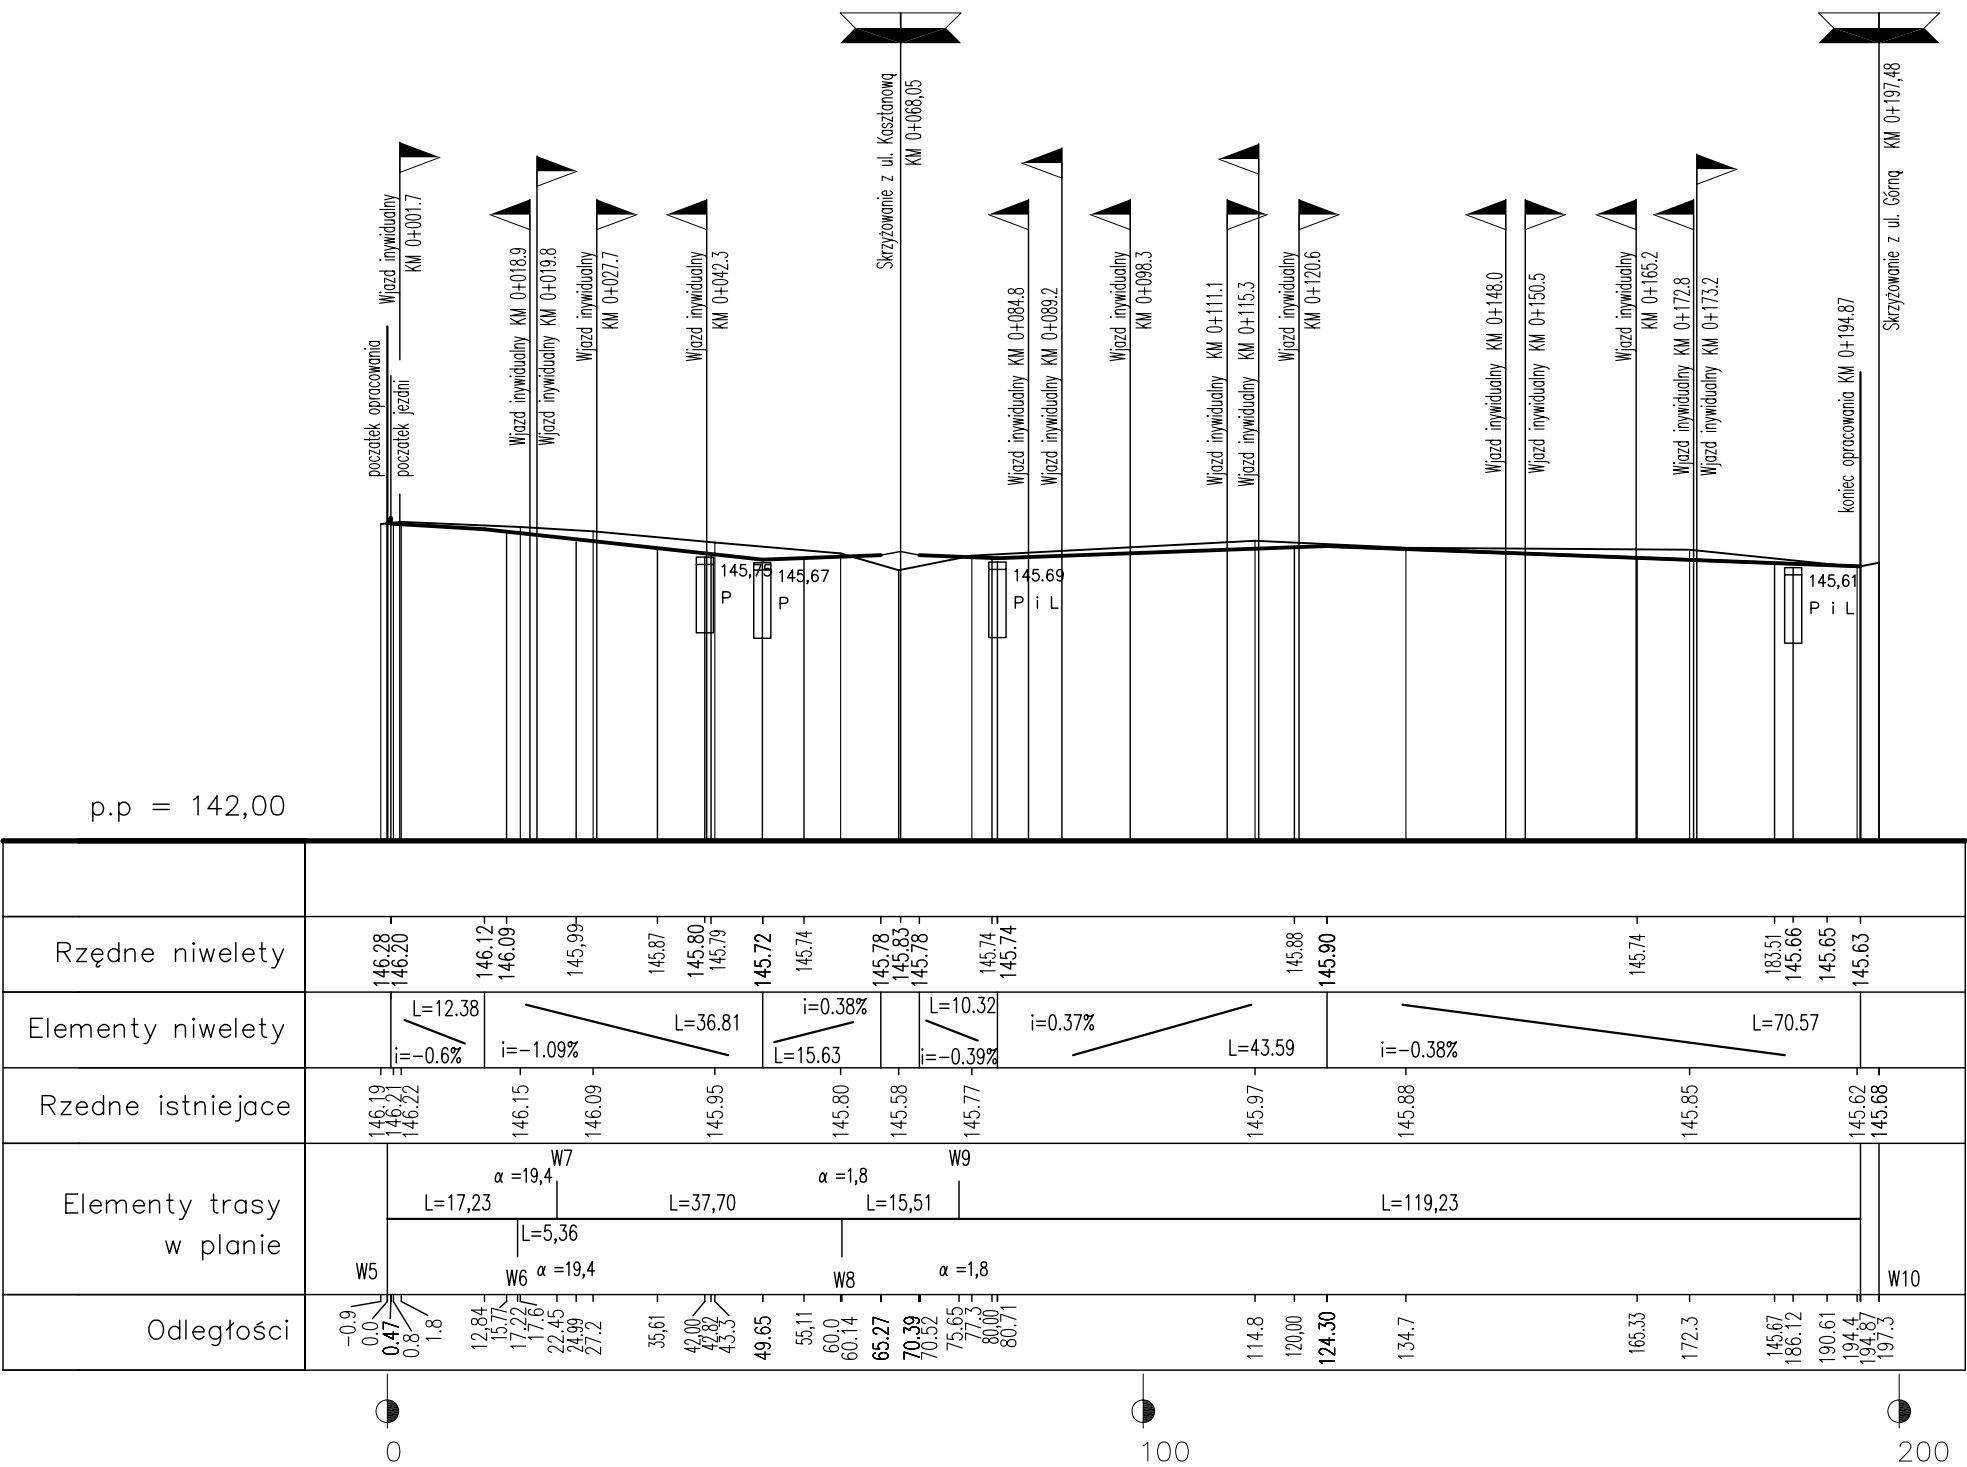 Skrzyżowanie z ul. Kasztanową
KM 0+068,05
Skrzyżowanie z ul. Górną KM 0+197,48
początek opracowania
początek jezdni
Wjazd inywidualny
KM 0+001.7
Wjazd inywidualny KM 0+018.9
Wjazd inywidualny KM 0+019.8
Wjazd inywidualny
KM 0+027.7
Wjazd inywidualny
KM 0+042.3
Wjazd inywidualny KM 0+084.8
Wjazd inywidualny KM 0+089.2
Wjazd inywidualny
KM 0+098.3
Wjazd inywidualny KM 0+111.1
Wjazd inywidualny KM 0+115.3
Wjazd inywidualny
KM 0+120.6
Wjazd inywidualny KM 0+148.0
Wjazd inywidualny KM 0+150.5
Wjazd inywidualny
KM 0+165.2
Wjazd inywidualny KM 0+172.8
Wjazd inywidualny KM 0+173.2
koniec opracowania KM 0+194.87
145,75
P
145,67
P
145.69
P i L
145,61
P i L
p.p = 142,00
Rzędne niwelety
146.28 146.20 146.12 146.09 145,99 145.87 145.80 145.79 145.72 145.74 145.78 145.83 145.78 145.74 145.74 145.88 145.90 145.74 183.51 145.66 145.65 145.63
Elementy niwelety
L=12.38
i=-0.6%
i=-1.09%
L=36.81
i=0.38%
L=15.63
L=10.32
i=-0.39%
i=0.37%
L=43.59
i=-0.38%
L=70.57
Rzedne istniejace
146.19 146.21 146.22 146.15 146.09 145.95 145.80 145.58 145.77 145.97 145.88 145.85 145.62 145.68
Elementy trasy
w planie
W5
L=17,23
α =19,4
W7
L=5,36
W6
α =19,4
L=37,70
α =1,8
L=15,51
W8
W9
α =1,8
L=119,23
W10
Odległości
-0.9 0.0 0.47 0.8 1.8 12,84 15.77 17.22 17.6 22.45 24.99 27.2 35,61 42,00 42.82 43.3 49.65 55,11 60.0 60.14 65.27 70.39 70.52 75.65 77.3 80,00 80.71 114.8 120,00 124.30 134.7 165.33 172.3 145.67 186.12 190.61 194.4 194.87 197.3
0
100
200